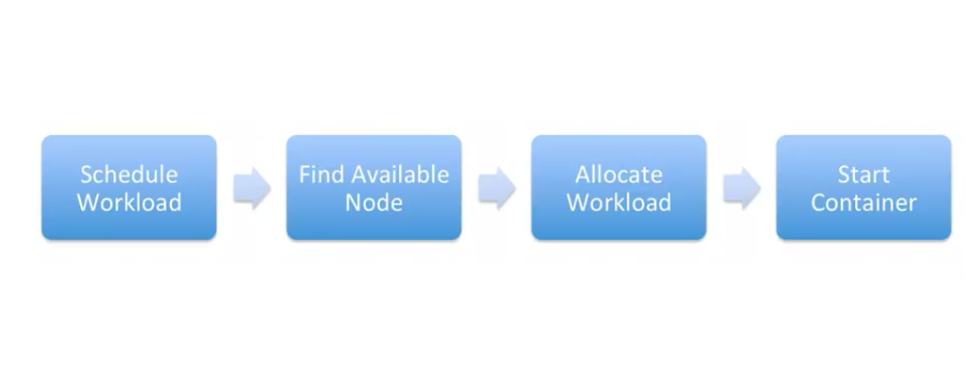 Schedule
Workload
Find Available
Node
Allocate
Workload
Start
Container